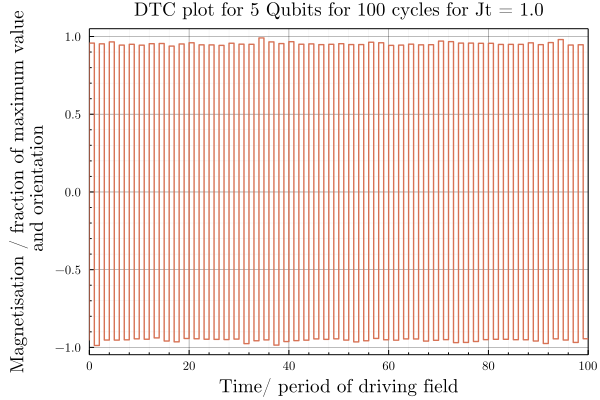 DTC plot for 5 Qubits for 100 cycles for Jt = 1.0
Magnetisation / fraction of maximum value
and orientation
1.0
0.5
0.0
−0.5
−1.0
0 20 40 60 80 100
Time/ period of driving field